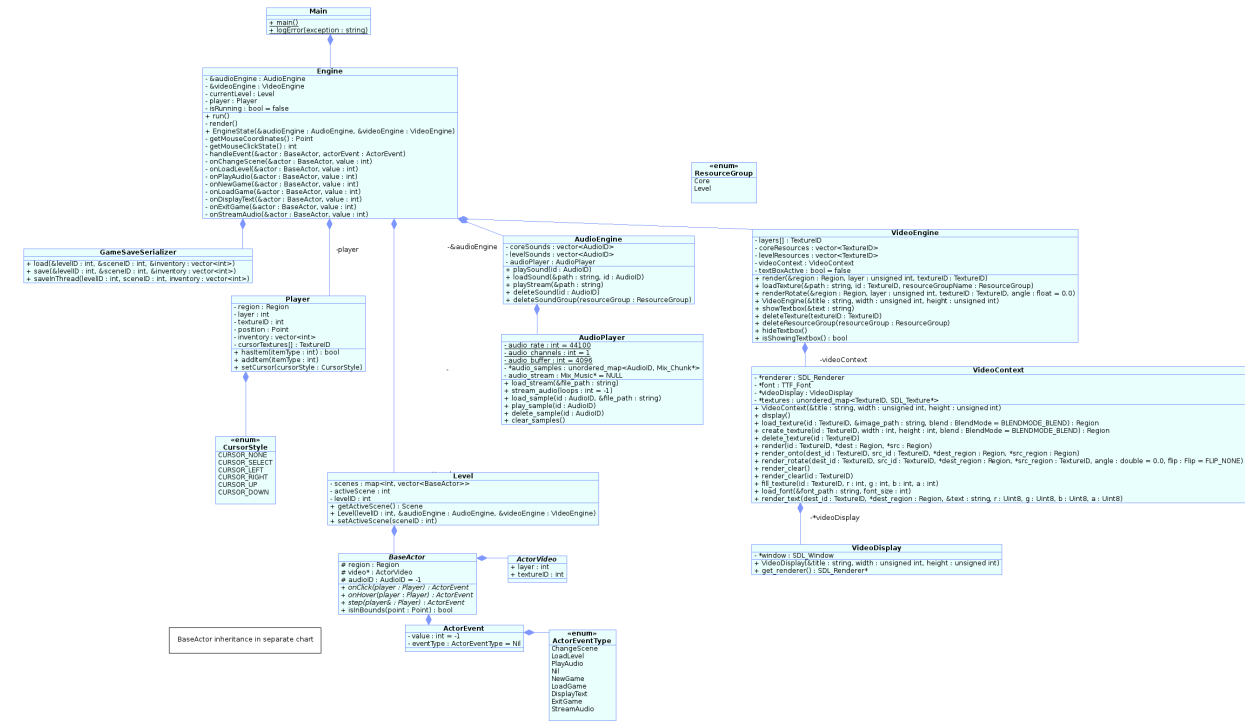 Main
+ main()
+ logError(exception : string)
Engine
- &audioEngine : AudioEngine
- &videoEngine : VideoEngine
- currentLevel : Level
- player : Player
- isRunning : bool = false
+ run()
- render()
+ EngineState(&audioEngine : AudioEngine, &videoEngine : VideoEngine)
- getMouseCoordinates() : Point
- getMouseClickState() : int
- handleEvent(&actor : BaseActor, actorEvent : ActorEvent)
- onChangeScene(&actor : BaseActor, value : int)
- onLoadLevel(&actor : BaseActor, value : int)
- onPlayAudio(&actor : BaseActor, value : int)
- onNewGame(&actor : BaseActor, value : int)
- onLoadGame(&actor : BaseActor, value : int)
- onDisplayText(&actor : BaseActor, value : int)
- onExitGame(&actor : BaseActor, value : int)
- onStreamAudio(&actor : BaseActor, value : int)
«enum»
ResourceGroup
Core
Level
GameSaveSerializer
+ load(&levelID : int, &sceneID : int, &inventory : vector<int>)
+ save(&levelID : int, &sceneID : int, &inventory : vector<int>)
+ saveInThread(levelID : int, sceneID : int, inventory : vector<int>)
-player
-&audioEngine
AudioEngine
- coreSounds : vector<AudioID>
- levelSounds : vector<AudioID>
- audioPlayer : AudioPlayer
+ playSound(id : AudioID)
+ loadSound(&path : string, id : AudioID)
+ playStream(&path : string)
+ deleteSound(id : AudioID)
+ deleteSoundGroup(resourceGroup : ResourceGroup)
VideoEngine
- layers[] : TextureID
- coreResources : vector<TextureID>
- levelResources : vector<TextureID>
- videoContext : VideoContext
- textBoxActive : bool = false
+ render(&region : Region, layer : unsigned int, textureID : TextureID)
+ loadTexture(&path : string, id : TextureID, resourceGroupName : ResourceGroup)
+ renderRotate(&region : Region, layer : unsigned int, textureID : TextureID, angle : float = 0.0)
+ VideoEngine(&title : string, width : unsigned int, height : unsigned int)
+ showTextbox(&text : string)
+ deleteTexture(textureID : TextureID)
+ deleteResourceGroup(resourceGroup : ResourceGroup)
+ hideTextbox()
+ isShowingTextbox() : bool
Player
- region : Region
- layer : int
- textureID : int
- position : Point
- inventory : vector<int>
- cursorTextures[] : TextureID
+ hasItem(itemType : int) : bool
+ addItem(itemType : int)
+ setCursor(cursorStyle : CursorStyle)
AudioPlayer
- audio_rate : int = 44100
- audio_channels : int = 1
- audio_buffer : int = 4096
- *audio_samples : unordered_map<AudioID, Mix_Chunk*>
- audio_stream : Mix_Music* = NULL
+ load_stream(&file_path : string)
+ stream_audio(loops : int = -1)
+ load_sample(id : AudioID, &file_path : string)
+ play_sample(id : AudioID)
+ delete_sample(id : AudioID)
+ clear_samples()
-videoContext
VideoContext
- *renderer : SDL_Renderer
- *font : TTF_Font
- *videoDisplay : VideoDisplay
- *textures : unordered_map<TextureID, SDL_Texture*>
+ VideoContext(&title : string, width : unsigned int, height : unsigned int)
+ display()
+ load_texture(id : TextureID, &image_path : string, blend : BlendMode = BLENDMODE_BLEND) : Region
+ create_texture(id : TextureID, width : int, height : int, blend : BlendMode = BLENDMODE_BLEND) : Region
+ delete_texture(id : TextureID)
+ render(id : TextureID, *dest : Region, *src : Region)
+ render_onto(dest_id : TextureID, src_id : TextureID, *dest_region : Region, *src_region : Region)
+ render_rotate(dest_id : TextureID, src_id : TextureID, *dest_region : Region, *src_region : TextureID, angle : double = 0.0, flip : Flip = FLIP_NONE)
+ render_clear()
+ render_clear(id : TextureID)
+ fill_texture(id : TextureID, r : int, g : int, b : int, a : int)
+ load_font(&font_path : string, font_size : int)
+ render_text(dest_id : TextureID, *dest_region : Region, &text : string, r : Uint8, g : Uint8, b : Uint8, a : Uint8)
-
«enum»
CursorStyle
CURSOR_NONE
CURSOR_SELECT
CURSOR_LEFT
CURSOR_RIGHT
CURSOR_UP
CURSOR_DOWN
Level
- scenes : map<int, vector<BaseActor>>
- activeScene : int
- levelID : int
+ getActiveScene() : Scene
+ Level(levelID : int, &audioEngine : AudioEngine, &videoEngine : VideoEngine)
+ setActiveScene(sceneID : int)
-*videoDisplay
VideoDisplay
- *window : SDL_Window
+ VideoDisplay(&title : string, width : unsigned int, height : unsigned int)
+ get_renderer() : SDL_Renderer*
BaseActor
# region : Region
# video* : ActorVideo
# audioID : AudioID = -1
+ onClick(player : Player) : ActorEvent
+ onHover(player : Player) : ActorEvent
+ step(player& : Player) : ActorEvent
+ isInBounds(point : Point) : bool
ActorVideo
+ layer : int
+ textureID : int
ActorEvent
- value : int = -1
- eventType : ActorEventType = Nil
«enum»
ActorEventType
ChangeScene
LoadLevel
PlayAudio
Nil
NewGame
LoadGame
DisplayText
ExitGame
StreamAudio
BaseActor inheritance in separate chart